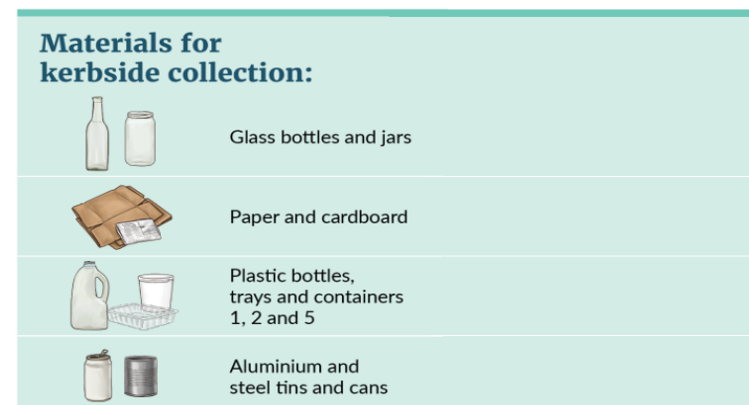 Materials for
kerbside collection:
Glass bottles and jars
Paper and cardboard
Plastic bottles,
trays and containers
1, 2 and 5
Aluminium and
steel tins and cans